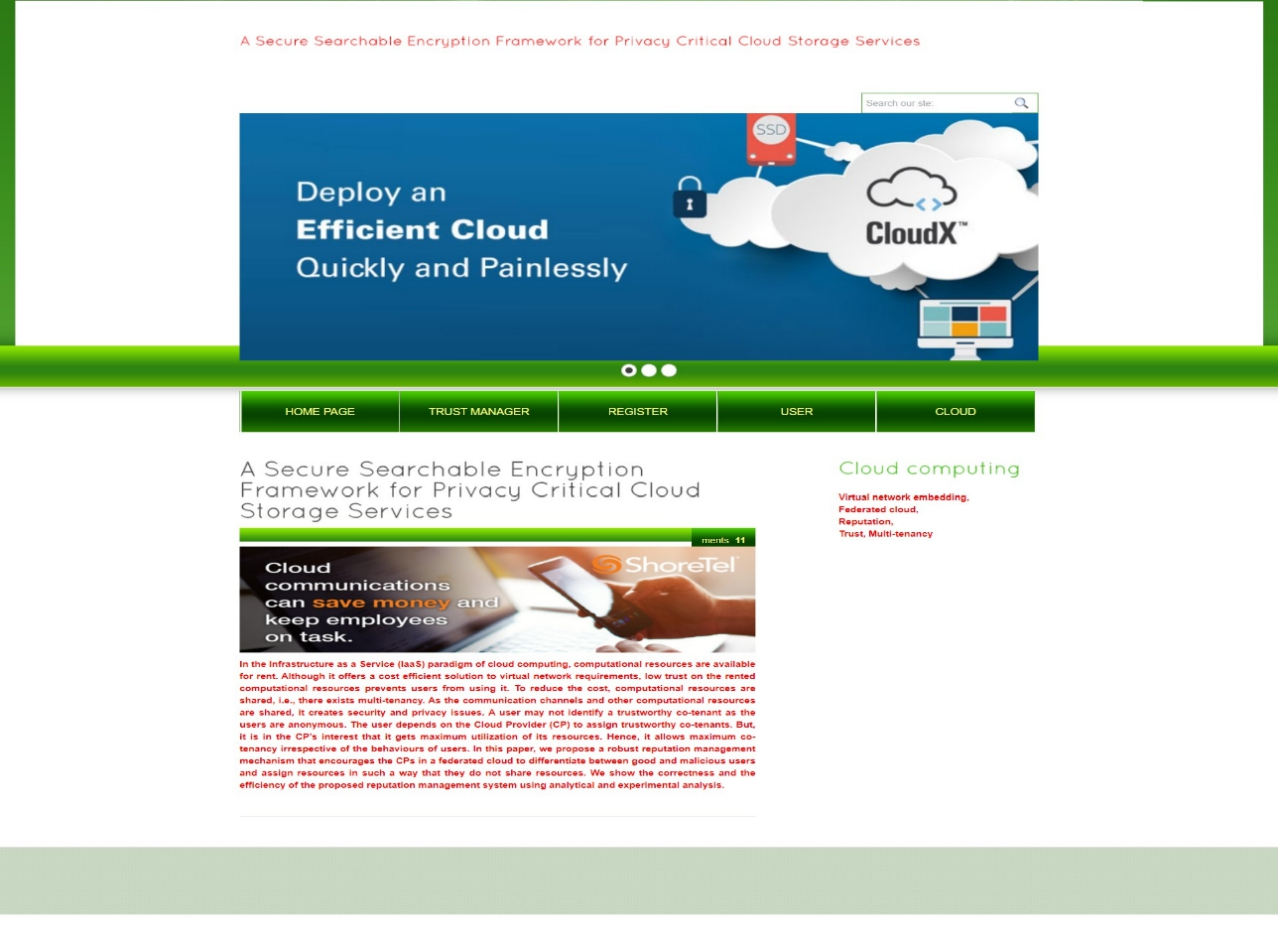 A Secure Searchable Encryption Framework for Privacy Critical Cloud Storage Services
Search our ste:
SSD
Deploy an
Efficient Cloud
Quickly and Painlessly
CloudX™
HOME PAGE
TRUST MANAGER
REGISTER
USER
CLOUD
A Secure Searchable Encryption
Framework for Privacy Critical Cloud
Storage Services
ments 11
Cloud
communications
can save money and
keep employees
on task.
ShoreTel
In the Infrastructure as a Service (IaaS) paradigm of cloud computing, computational resources are available
for rent. Although it offers a cost efficient solution to virtual network requirements, low trust on the rented
computational resources prevents users from using it. To reduce the cost, computational resources are
shared, i.e., there exists multi-tenancy. As the communication channels and other computational resources
are shared, it creates security and privacy issues. A user may not identify a trustworthy co-tenant as the
users are anonymous. The user depends on the Cloud Provider (CP) to assign trustworthy co-tenants. But,
it is in the CP's interest that it gets maximum utilization of its resources. Hence, it allows maximum co-
tenancy irrespective of the behaviours of users. In this paper, we propose a robust reputation management
mechanism that encourages the CPs in a federated cloud to differentiate between good and malicious users
and assign resources in such a way that they do not share resources. We show the correctness and the
efficiency of the proposed reputation management system using analytical and experimental analysis.
Cloud computing
Virtual network embedding,
Federated cloud,
Reputation,
Trust, Multi-tenancy